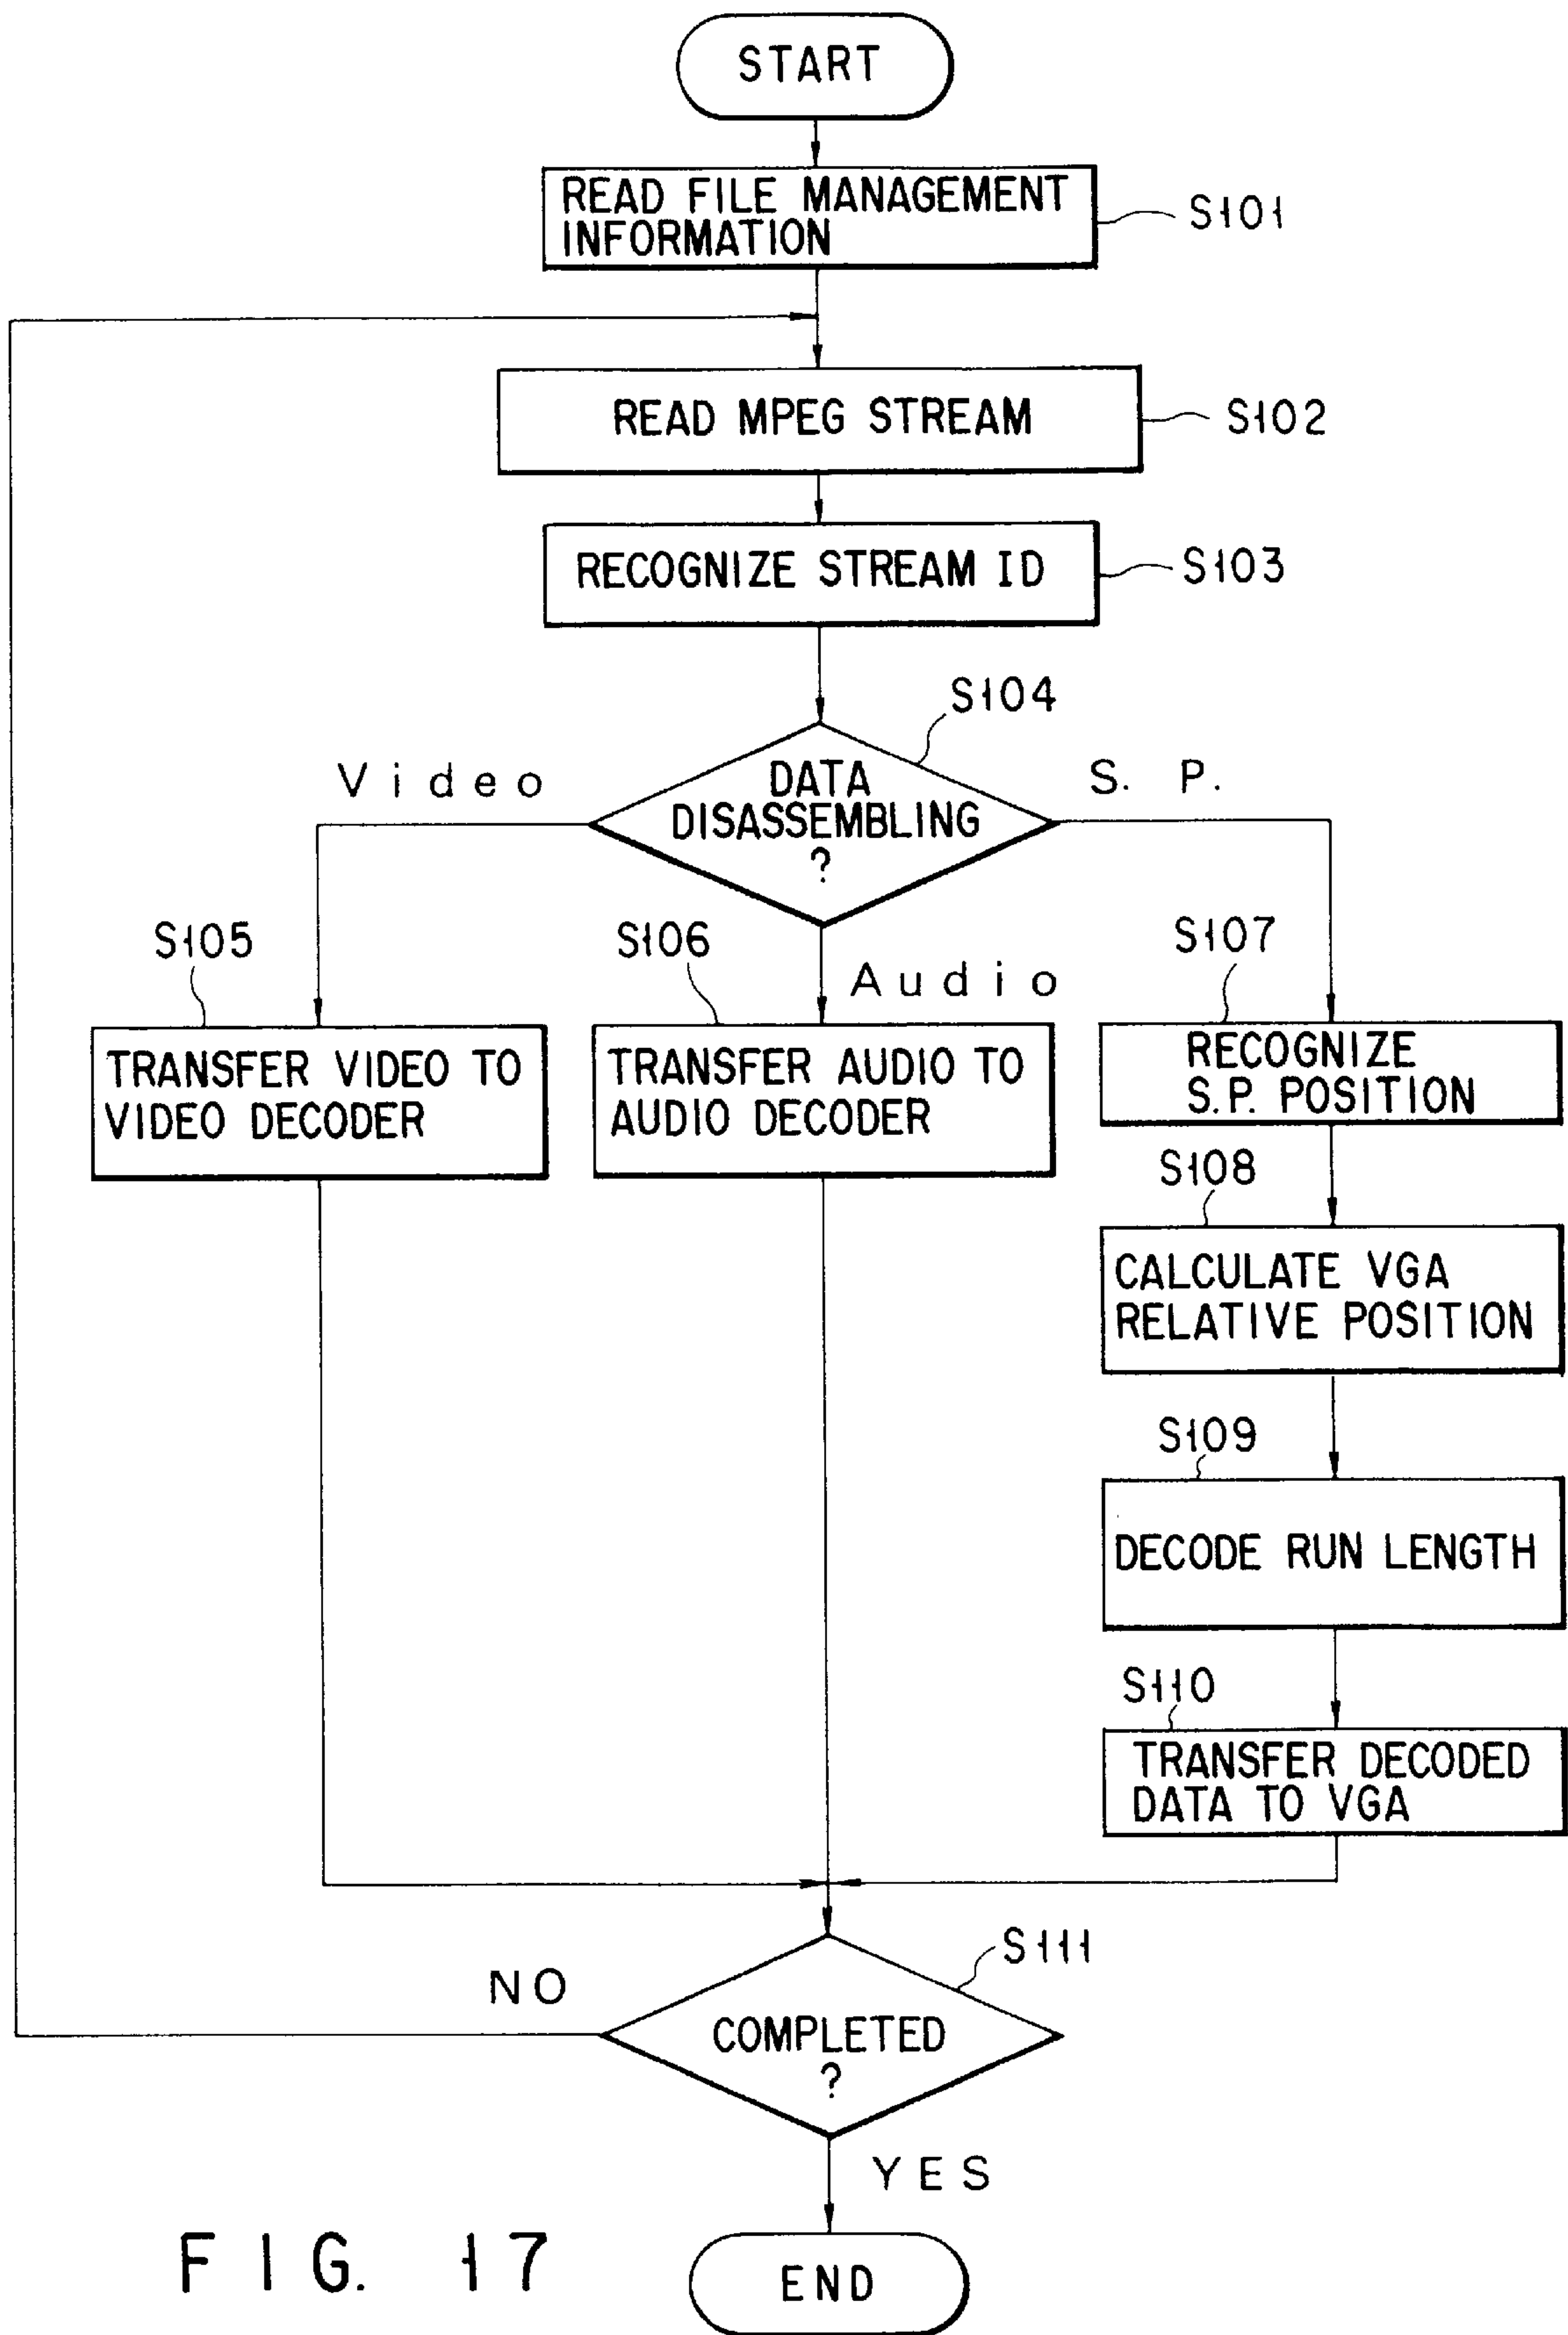 START
READ FILE MANAGEMENT
INFORMATION
S101
READ MPEG STREAM
S102
RECOGNIZE STREAM ID
S103
S104
Video
DATA
DISASSEMBLING
?
S. P.
S105
S106
Audio
S107
TRANSFER VIDEO TO
VIDEO DECODER
TRANSFER AUDIO TO
AUDIO DECODER
RECOGNIZE
S.P. POSITION
S108
CALCULATE VGA
RELATIVE POSITION
S109
DECODE RUN LENGTH
S110
TRANSFER DECODED
DATA TO VGA
S111
NO
COMPLETED
?
YES
END
FIG. 17